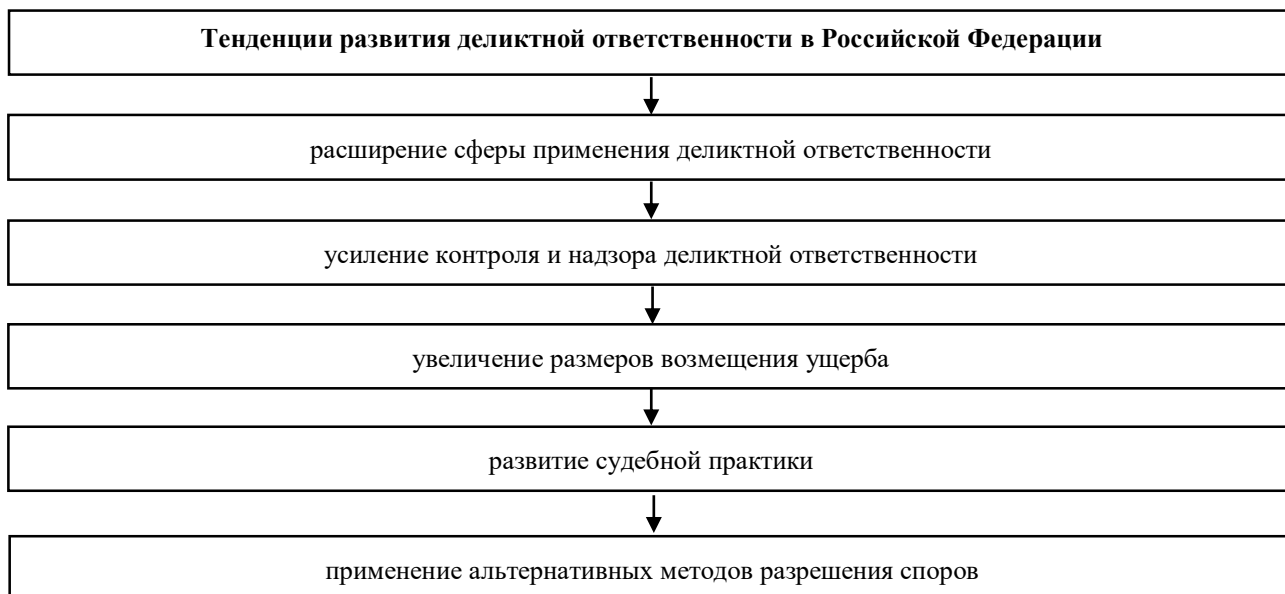 Тенденции развития деликтной ответственности в Российской Федерации
расширение сферы применения деликтной ответственности
усиление контроля и надзора деликтной ответственности
увеличение размеров возмещения ущерба
развитие судебной практики
применение альтернативных методов разрешения споров